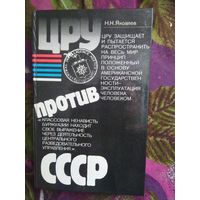 ЦРУ
Н.Н.Яковлев
ЦРУ ЗАЩИЩАЕТ
И ПЫТАЕТСЯ
РАСПРОСТРАНИТЬ
НА ВЕСЬ МИР
ПРИНЦИП,
ПОЛОЖЕННЫЙ
В ОСНОВУ
АМЕРИКАНСКОЙ
ГОСУДАРСТВЕН-
НОСТИ-
ЭКСПЛУАТАЦИЯ
ЧЕЛОВЕКА
ЧЕЛОВЕКОМ
против
КЛАССОВАЯ НЕНАВИСТЬ
БУРЖУАЗИИ НАХОДИТ
СВОЕ ВЫРАЖЕНИЕ
ЧЕРЕЗ ДЕЯТЕЛЬНОСТЬ
ЦЕНТРАЛЬНОГО
РАЗВЕДОВАТЕЛЬНОГО
УПРАВЛЕНИЯ
СССР